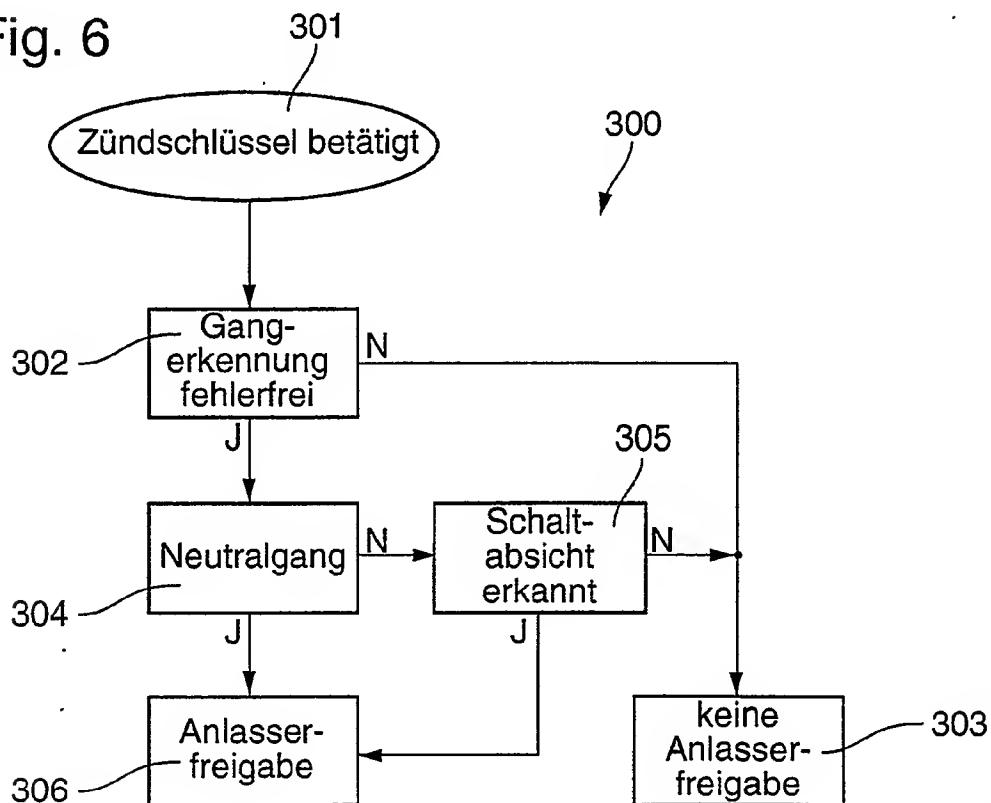 Fig. 6
301
Zündschlüssel betätigt
300
Gang-
erkennung
fehlerfrei
302
N
J
305
Neutralgang
304
N
Schalt-
absicht
erkannt
N
J
J
Anlasser-
freigabe
306
keine
Anlasser-
freigabe
303